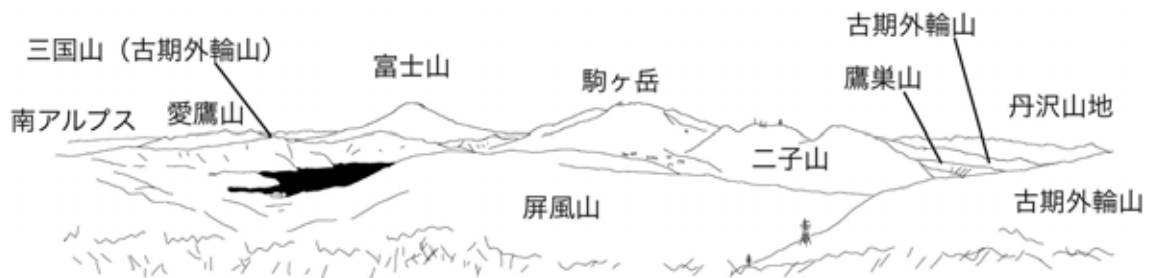 古期外輪山
三国山（古期外輪山）
富士山
駒ヶ岳
鷹巣山
南アルプス
愛鷹山
丹沢山地
二子山
屏風山
古期外輪山